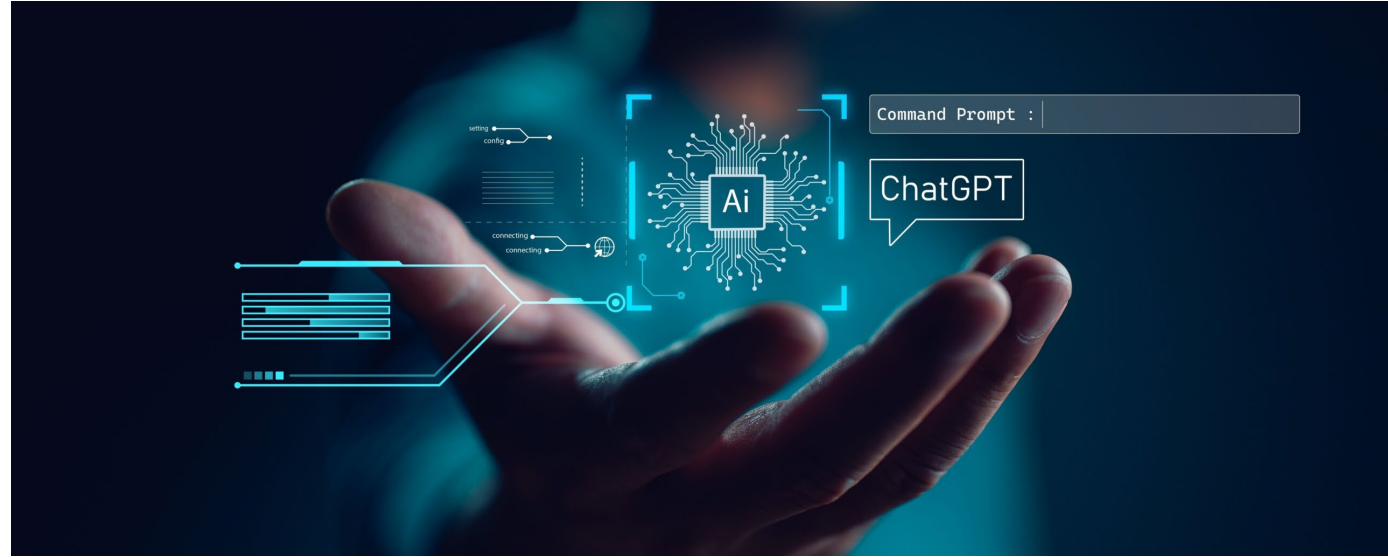 setting
config
connecting
connecting
Ai
Command Prompt :
ChatGPT